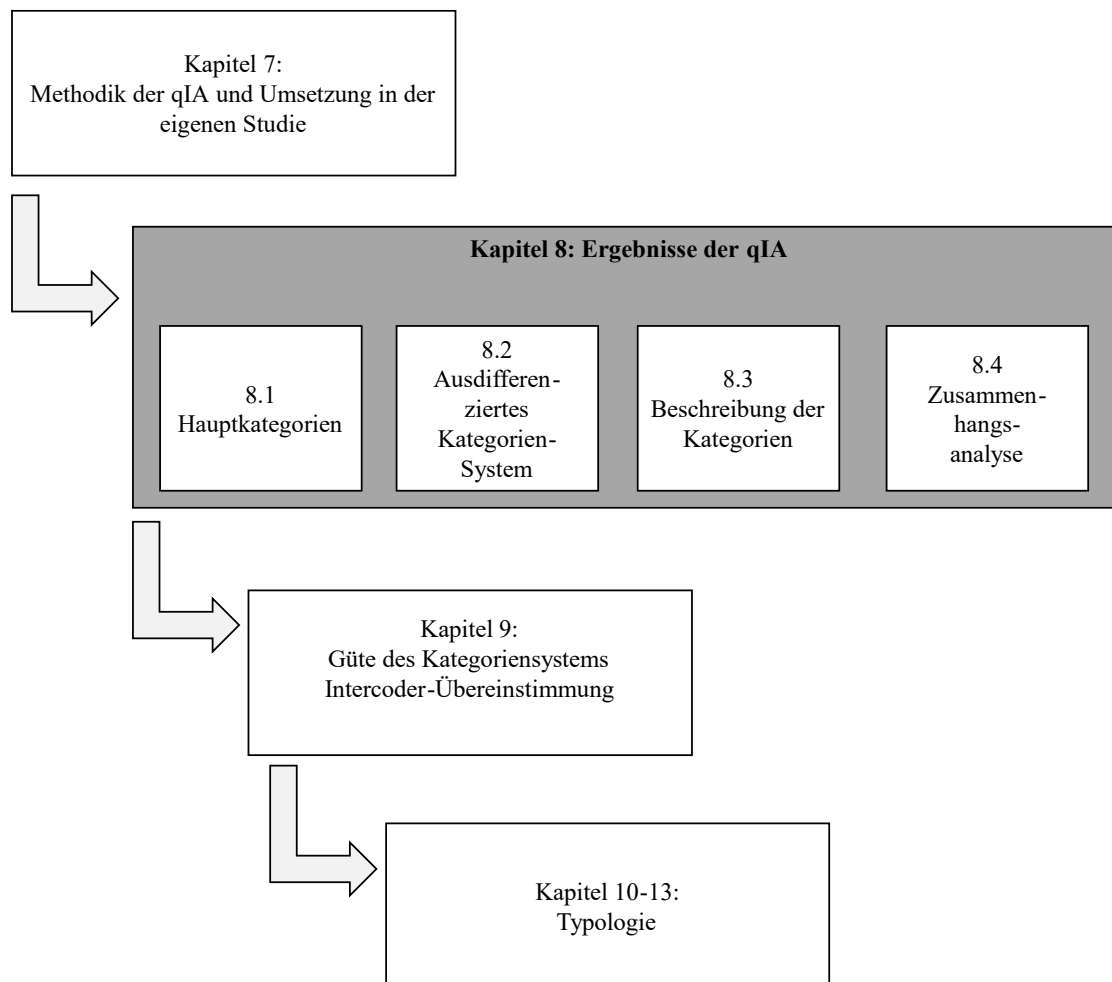 Kapitel 7:
Methodik der qIA und Umsetzung in der
eigenen Studie
Kapitel 8: Ergebnisse der qIA
8.1
Hauptkategorien
8.2
Ausdifferen-
ziertes
Kategorien-
System
8.3
Beschreibung der
Kategorien
8.4
Zusammen-
hangs-
analyse
Kapitel 9:
Güte des Kategoriensystems
Intercoder-Übereinstimmung
Kapitel 10-13:
Typologie